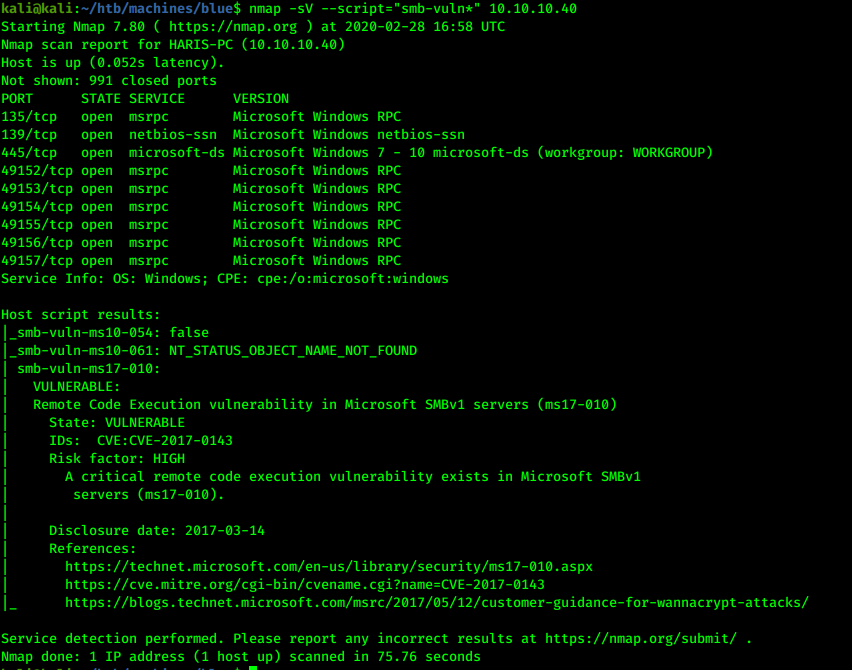 kali@kali:~/htb/machines/blue$ nmap -sV --script="smb-vuln*" 10.10.10.40
Starting Nmap 7.80 ( https://nmap.org ) at 2020-02-28 16:58 UTC
Nmap scan report for HARIS-PC (10.10.10.40)
Host is up (0.052s latency).
Not shown: 991 closed ports
PORT      STATE SERVICE      VERSION
135/tcp   open  msrpc        Microsoft Windows RPC
139/tcp   open  netbios-ssn  Microsoft Windows netbios-ssn
445/tcp   open  microsoft-ds Microsoft Windows 7 - 10 microsoft-ds (workgroup: WORKGROUP)
49152/tcp open  msrpc        Microsoft Windows RPC
49153/tcp open  msrpc        Microsoft Windows RPC
49154/tcp open  msrpc        Microsoft Windows RPC
49155/tcp open  msrpc        Microsoft Windows RPC
49156/tcp open  msrpc        Microsoft Windows RPC
49157/tcp open  msrpc        Microsoft Windows RPC
Service Info: OS: Windows; CPE: cpe:/o:microsoft:windows

Host script results:
|_smb-vuln-ms10-054: false
|_smb-vuln-ms10-061: NT_STATUS_OBJECT_NAME_NOT_FOUND
| smb-vuln-ms17-010:
|   VULNERABLE:
|   Remote Code Execution vulnerability in Microsoft SMBv1 servers (ms17-010)
|     State: VULNERABLE
|     IDs:  CVE:CVE-2017-0143
|     Risk factor: HIGH
|       A critical remote code execution vulnerability exists in Microsoft SMBv1
|        servers (ms17-010).
|
|     Disclosure date: 2017-03-14
|     References:
|       https://technet.microsoft.com/en-us/library/security/ms17-010.aspx
|       https://cve.mitre.org/cgi-bin/cvename.cgi?name=CVE-2017-0143
|_      https://blogs.technet.microsoft.com/msrc/2017/05/12/customer-guidance-for-wannacrypt-attacks/

Service detection performed. Please report any incorrect results at https://nmap.org/submit/ .
Nmap done: 1 IP address (1 host up) scanned in 75.76 seconds